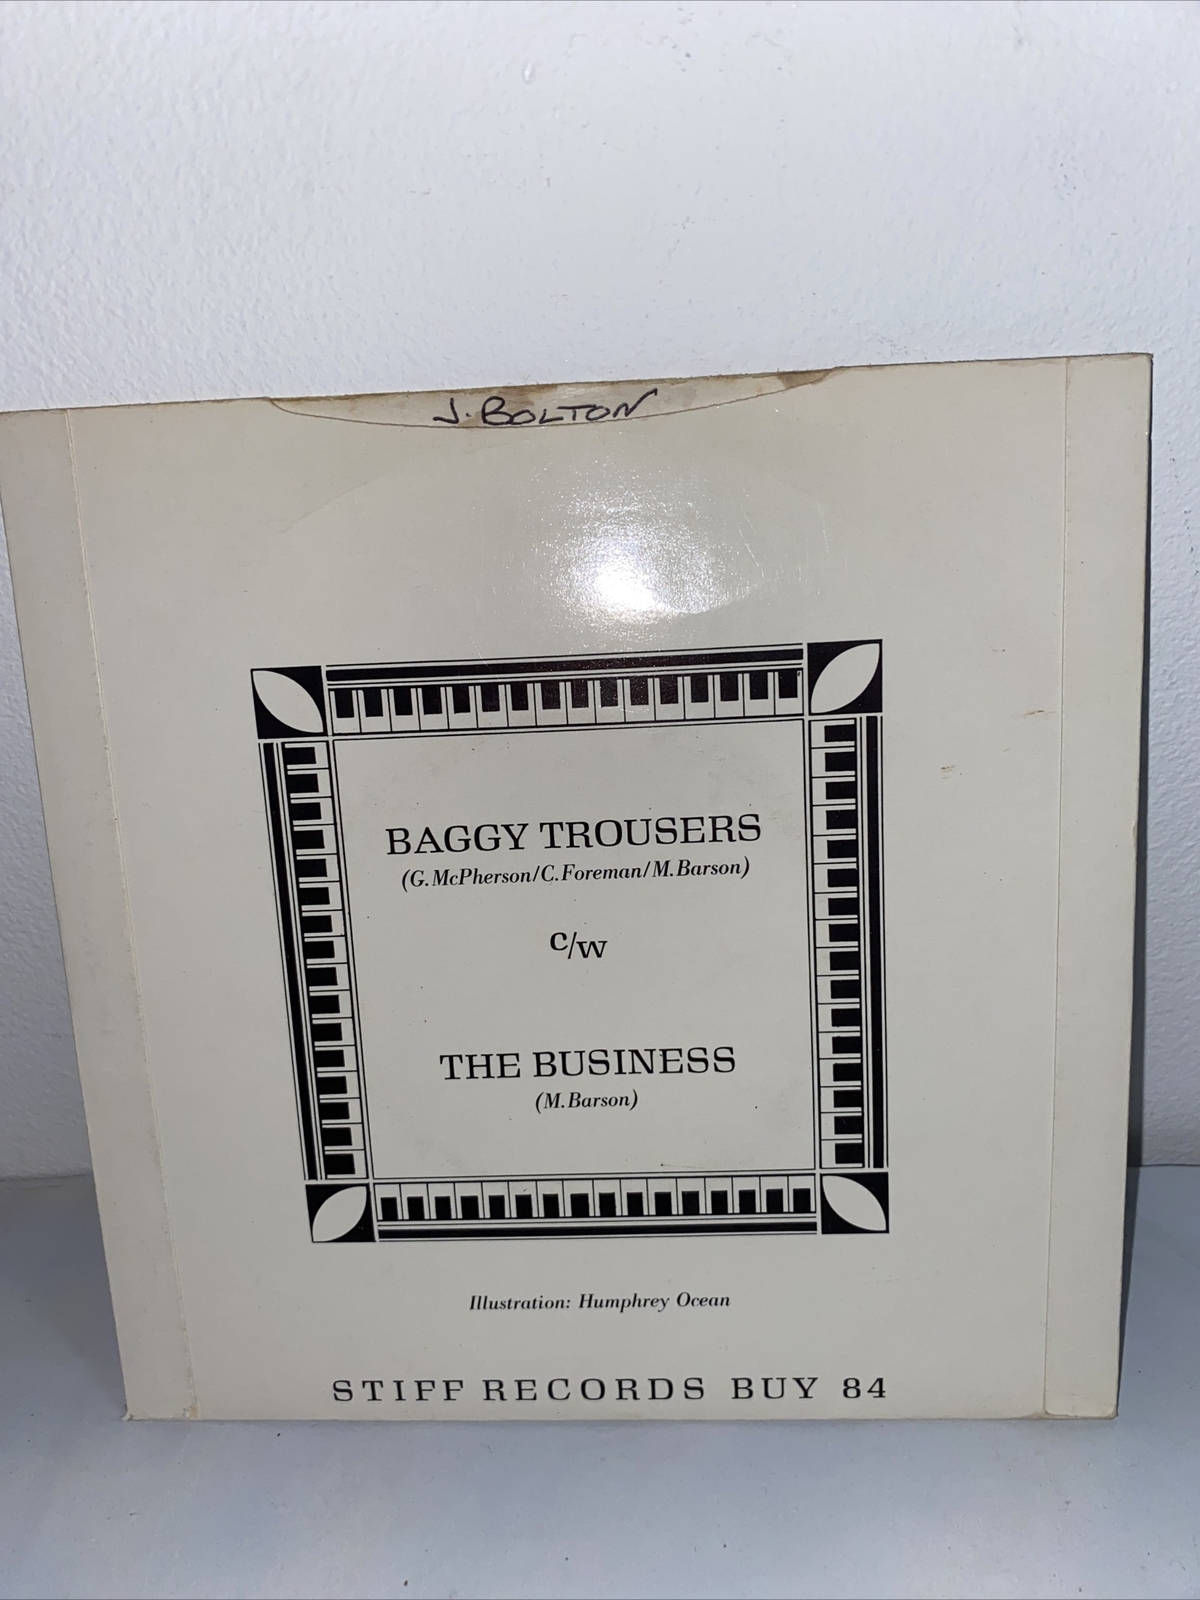 J. BOLTON
BAGGY TROUSERS
(G. McPherson/C. Foreman/M. Barson)
c/w
THE BUSINESS
(M. Barson)
Illustration: Humphrey Ocean
STIFF RECORDS BUY 84